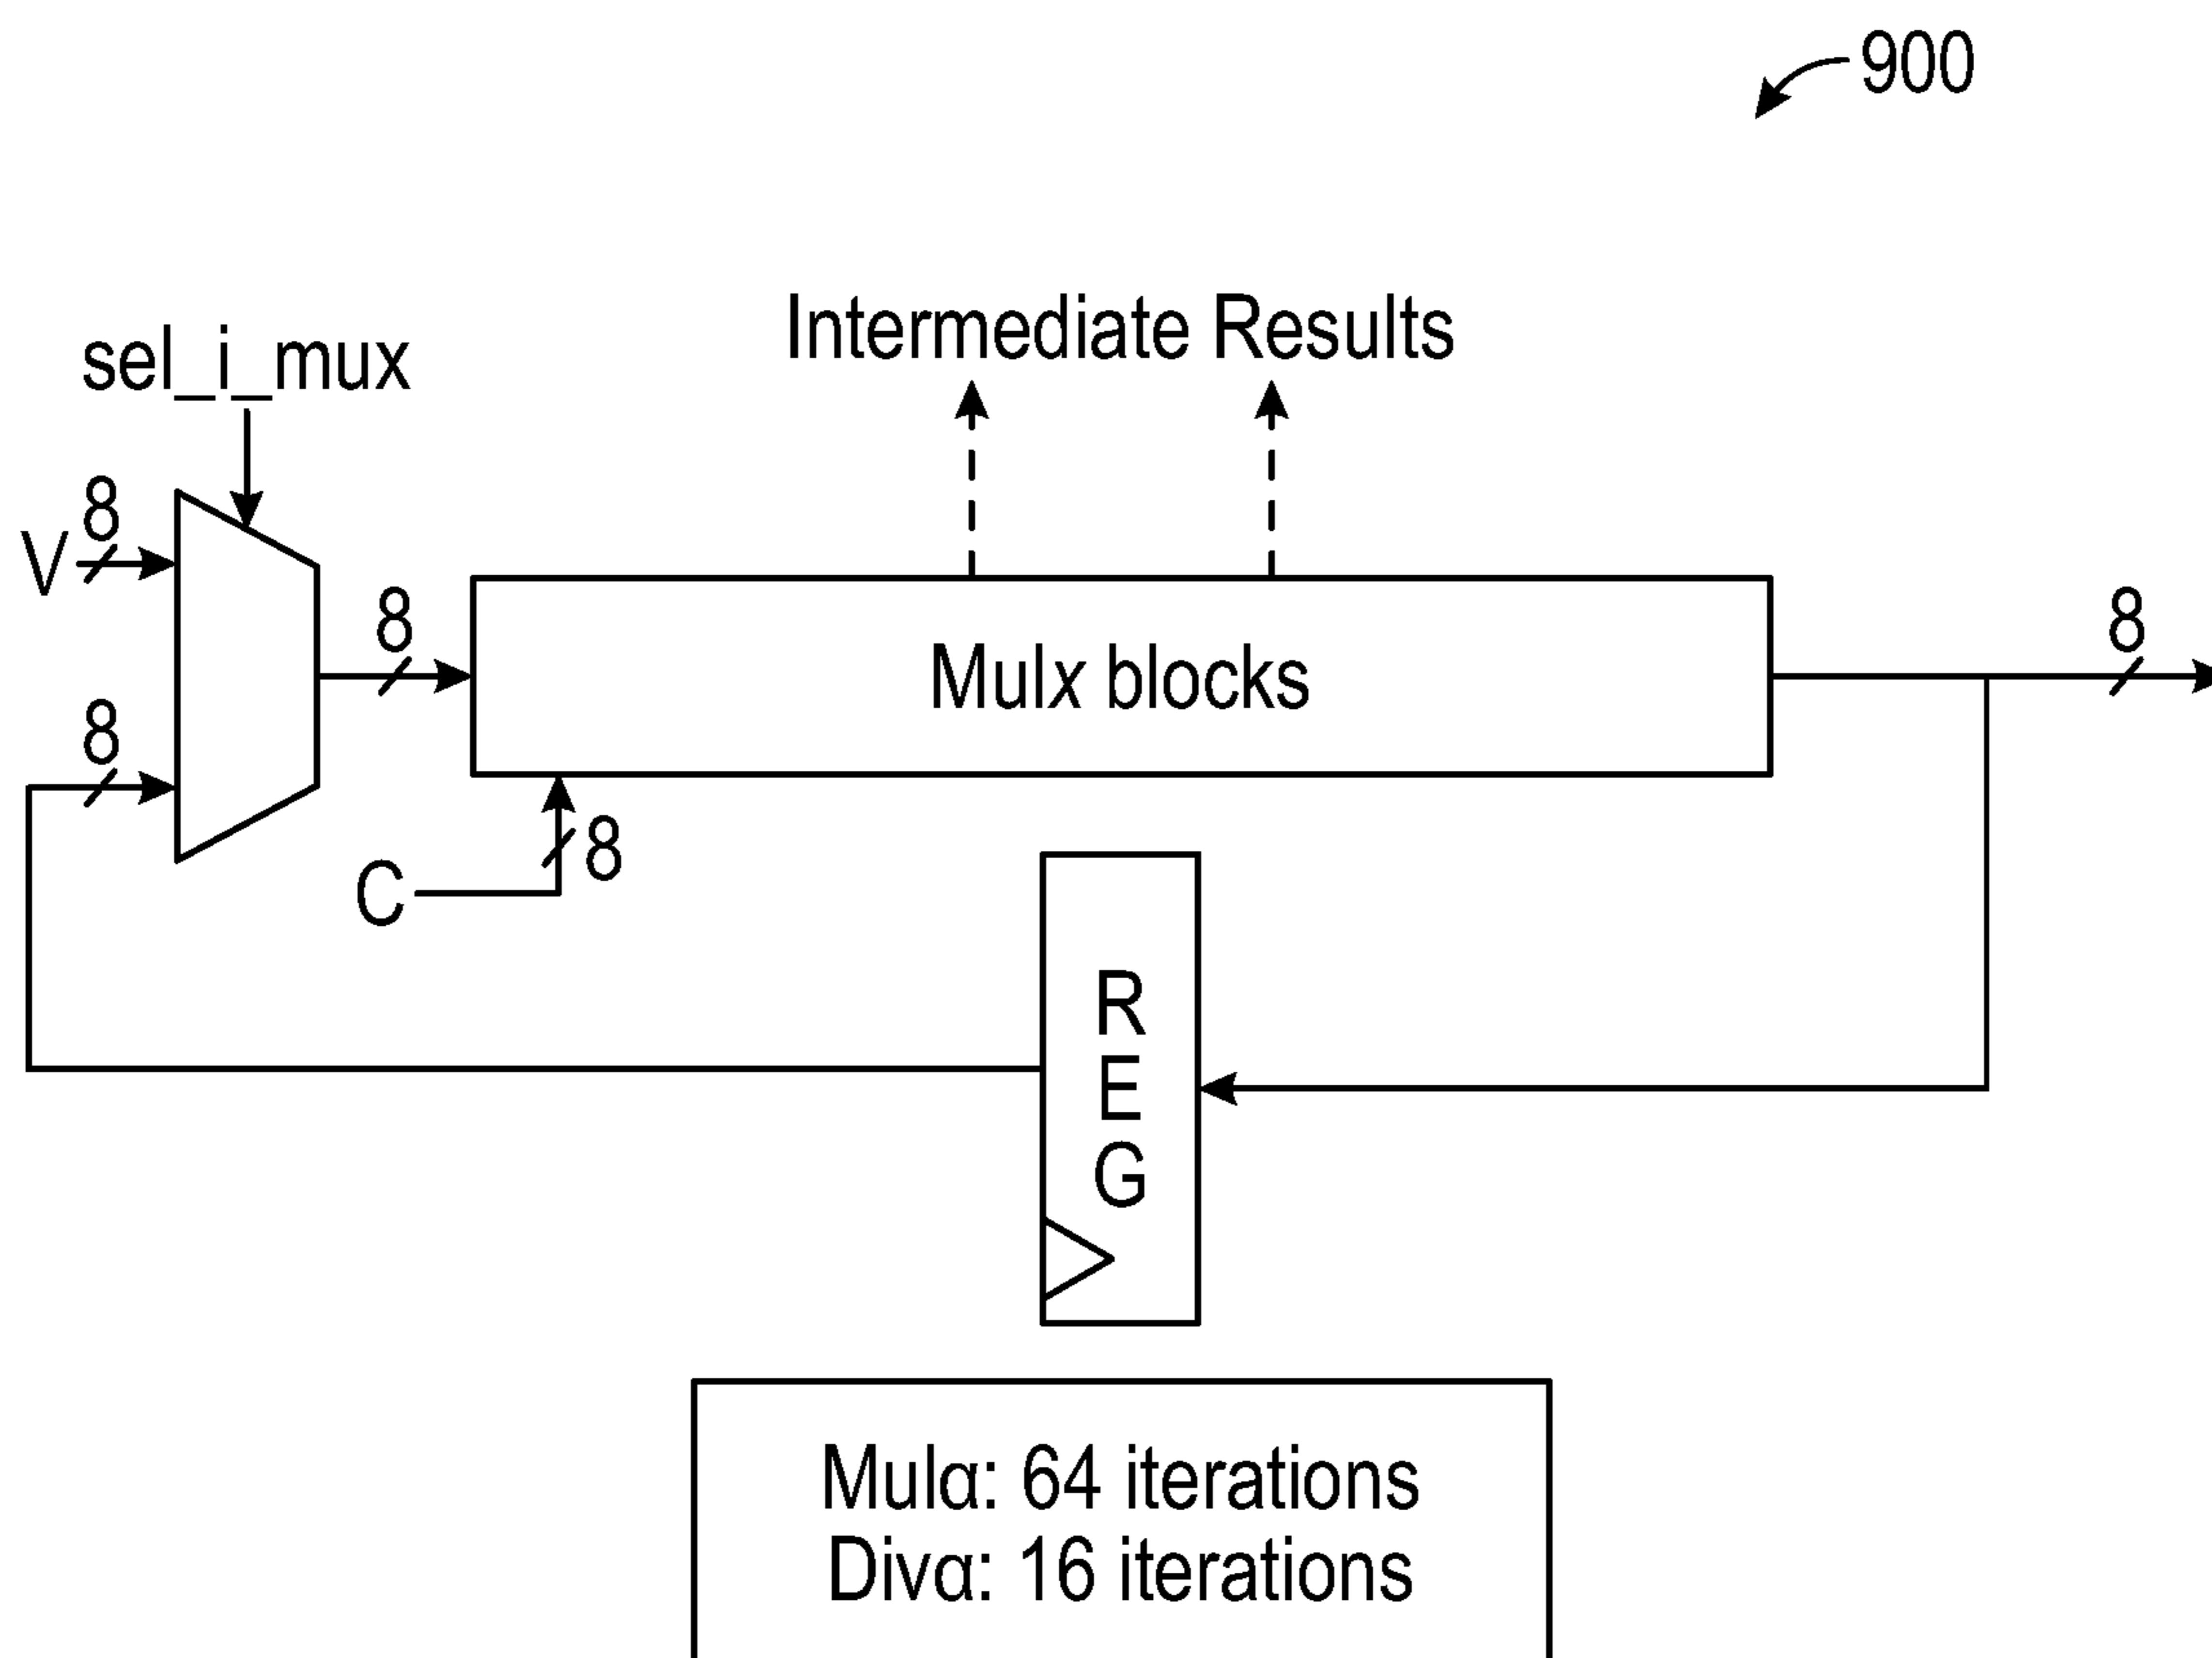 900
Intermediate Results
sel_i_mux
8
V
8
8
Mulx blocks
8
8
C
R
E
G
Mulα: 64 iterations
Divα: 16 iterations
8